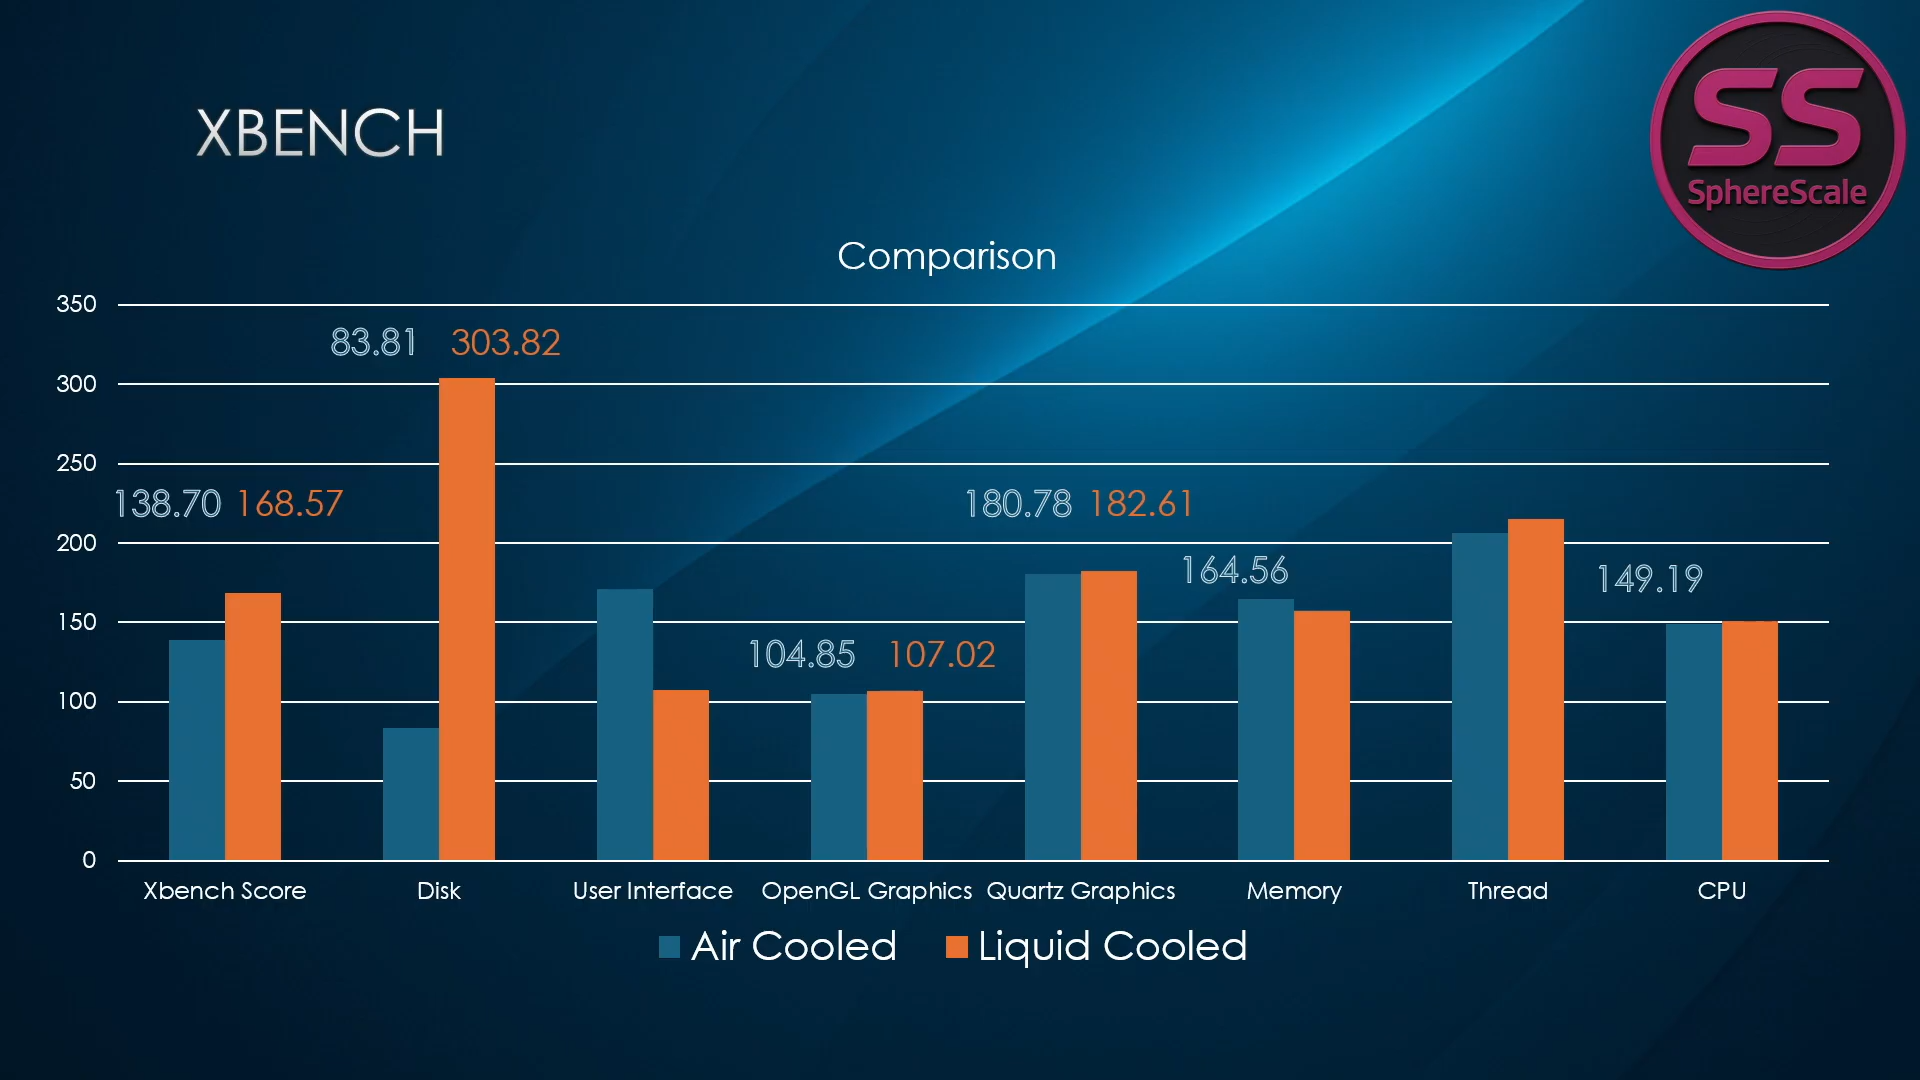 XBENCH
SS
SphereScale
Comparison
350
300
250
200
150
100
50
0
83.81 303.82
138.70 168.57
180.78 182.61
164.56
149.19
104.85 107.02
Xbench Score Disk User Interface OpenGL Graphics Quartz Graphics Memory Thread CPU
Air Cooled Liquid Cooled